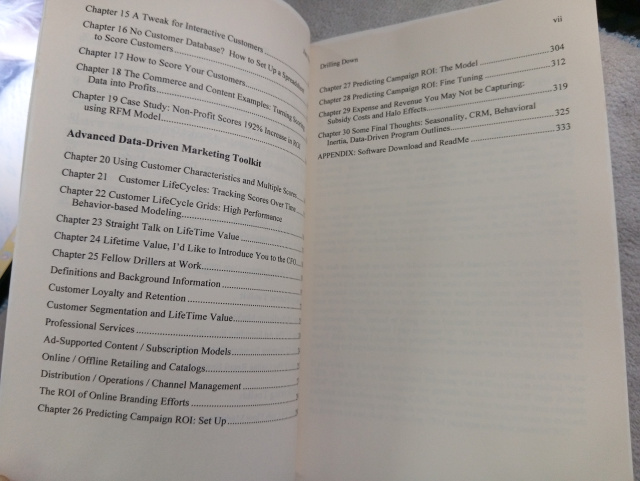 Chapter 15 A Tweak for Interactive Customers
Chapter 16 No Customer Database? How to Set Up a Spreadsheet
to Score Customers
Chapter 17 How to Score Your Customers
Chapter 18 The Commerce and Content Examples: Turning Scoring
Data into Profits
Chapter 19 Case Study: Non-Profit Scores 192% Increase in ROI
using RFM Model
Advanced Data-Driven Marketing Toolkit
Chapter 20 Using Customer Characteristics and Multiple Scores
Chapter 21 Customer LifeCycles: Tracking Scores Over Time
Chapter 22 Customer LifeCycle Grids: High Performance
Behavior-based Modeling
Chapter 23 Straight Talk on LifeTime Value
Chapter 24 Lifetime Value, I'd Like to Introduce You to the CFO
Chapter 25 Fellow Drillers at Work
Definitions and Background Information
Customer Loyalty and Retention
Customer Segmentation and LifeTime Value
Professional Services
Ad-Supported Content / Subscription Models
Online / Offline Retailing and Catalogs
Distribution / Operations / Channel Management
The ROI of Online Branding Efforts
Chapter 26 Predicting Campaign ROI: Set Up
Drilling Down vii
Chapter 27 Predicting Campaign ROI: The Model 304
Chapter 28 Predicting Campaign ROI: Fine Tuning 312
Chapter 29 Expense and Revenue You May Not be Capturing:
Subsidy Costs and Halo Effects 319
Chapter 30 Some Final Thoughts: Seasonality, CRM, Behavioral
Inertia, Data-Driven Program Outlines 325
APPENDIX: Software Download and ReadMe 333